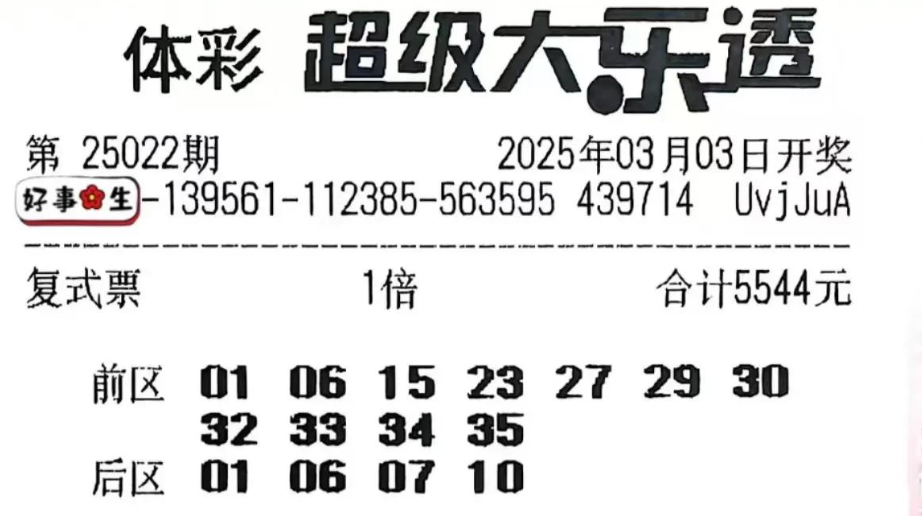 体彩 超级大乐透
第 25022期 2025年03月03日开奖
好事生-139561-112385-563595 439714 UvjJuA
复式票 1倍 合计5544元
前区 01 06 15 23 27 29 30
32 33 34 35
后区 01 06 07 10